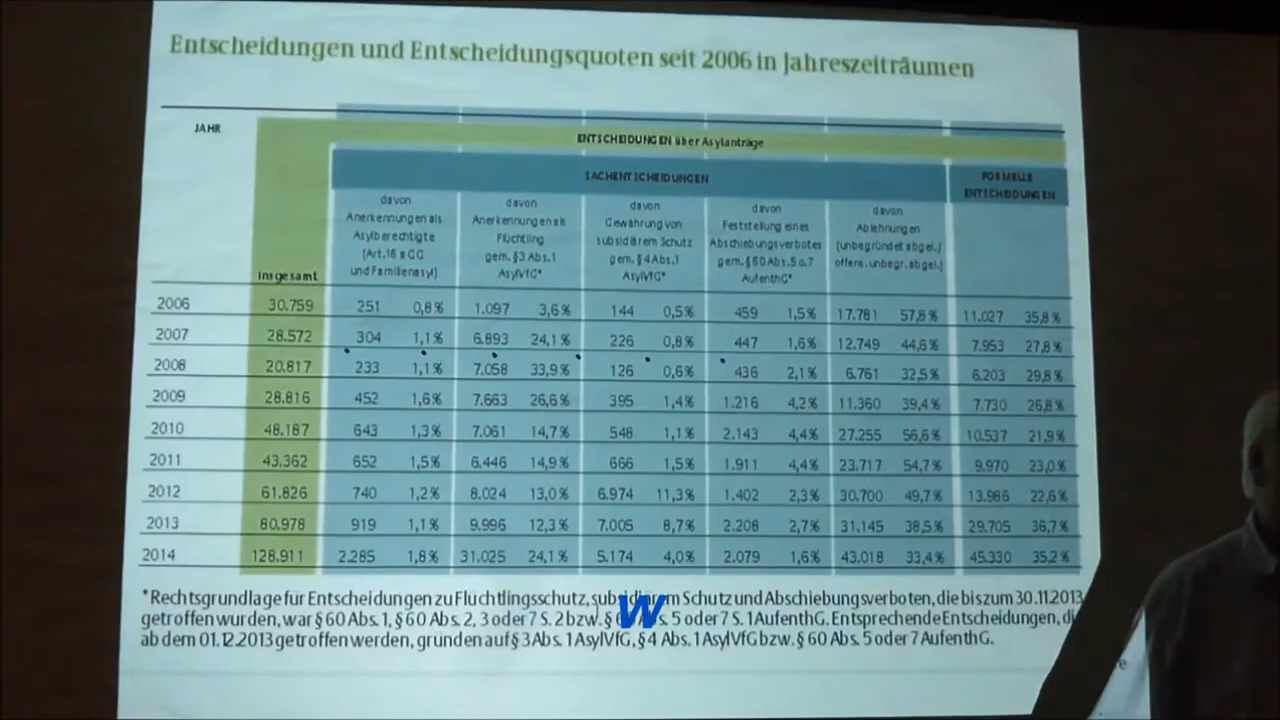 Entscheidungen und Entscheidungsquoten seit 2006 in Jahreszeiträumen
JAHR
ENTSCHEIDUNGEN über Asylanträge
SACHENTSCHEIDUNGEN
FORMELLE
ENTSCHEIDUNGEN
insgesamt
davon
Anerkennungen als
Asylberechtigte
(Art.16 a GG
und Familienasyl)
davon
Anerkennungen als
Flüchtling
gem. § 3 Abs. 1
AsylVfG*
davon
Gewährung von
subsidiärem Schutz
gem. § 4 Abs.1
AsylVfG*
davon
Feststellung eines
Abschiebungsverbotes
gem. § 60 Abs. 5 o. 7
AufenthG*
davon
Ablehnungen
(unbegründet abgel./
offens. unbegr. abgel.)
2006 30.759 251 0,8% 1.097 3,6% 144 0,5% 459 1,5% 17.781 57,8% 11.027 35,8%
2007 28.572 304 1,1% 6.893 24,1% 226 0,8% 447 1,6% 12.749 44,6% 7.953 27,8%
2008 20.817 233 1,1% 7.058 33,9% 126 0,6% 436 2,1% 6.761 32,5% 6.203 29,8%
2009 28.816 452 1,6% 7.663 26,6% 395 1,4% 1.216 4,2% 11.360 39,4% 7.730 26,8%
2010 48.187 643 1,3% 7.061 14,7% 548 1,1% 2.143 4,4% 27.255 56,6% 10.537 21,9%
2011 43.362 652 1,5% 6.446 14,9% 666 1,5% 1.911 4,4% 23.717 54,7% 9.970 23,0%
2012 61.826 740 1,2% 8.024 13,0% 6.974 11,3% 1.402 2,3% 30.700 49,7% 13.986 22,6%
2013 80.978 919 1,1% 9.996 12,3% 7.005 8,7% 2.208 2,7% 31.145 38,5% 29.705 36,7%
2014 128.911 2.285 1,8% 31.025 24,1% 5.174 4,0% 2.079 1,6% 43.018 33,4% 45.330 35,2%
*Rechtsgrundlage für Entscheidungen zu Fluchtlingsschutz, subsidiärem Schutz und Abschiebungsverboten, die bis zum 30.11.2013
getroffen wurden, war § 60 Abs. 1, § 60 Abs. 2, 3 oder 7 S. 2 bzw. § 60 Abs. 5 oder 7 S. 1 AufenthG. Entsprechende Entscheidungen, di
ab dem 01.12.2013 getroffen werden, gründen auf § 3 Abs. 1 AsylVfG, § 4 Abs. 1 AsylVfG bzw. § 60 Abs. 5 oder 7 AufenthG.
W